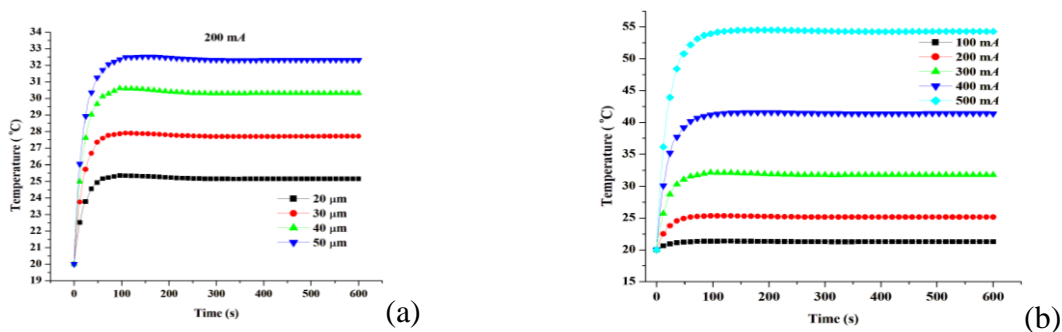 200 mA
34
33
32
31
30
29
28
27
26
25
24
23
22
21
20
19
Temperature (°C)
20 µm
30 µm
40 µm
50 µm
0 100 200 300 400 500 600
Time (s)
(a)
55
50
45
40
35
30
25
20
15
Temperature (°C)
100 mA
200 mA
300 mA
400 mA
500 mA
0 100 200 300 400 500 600
Time (s)
(b)